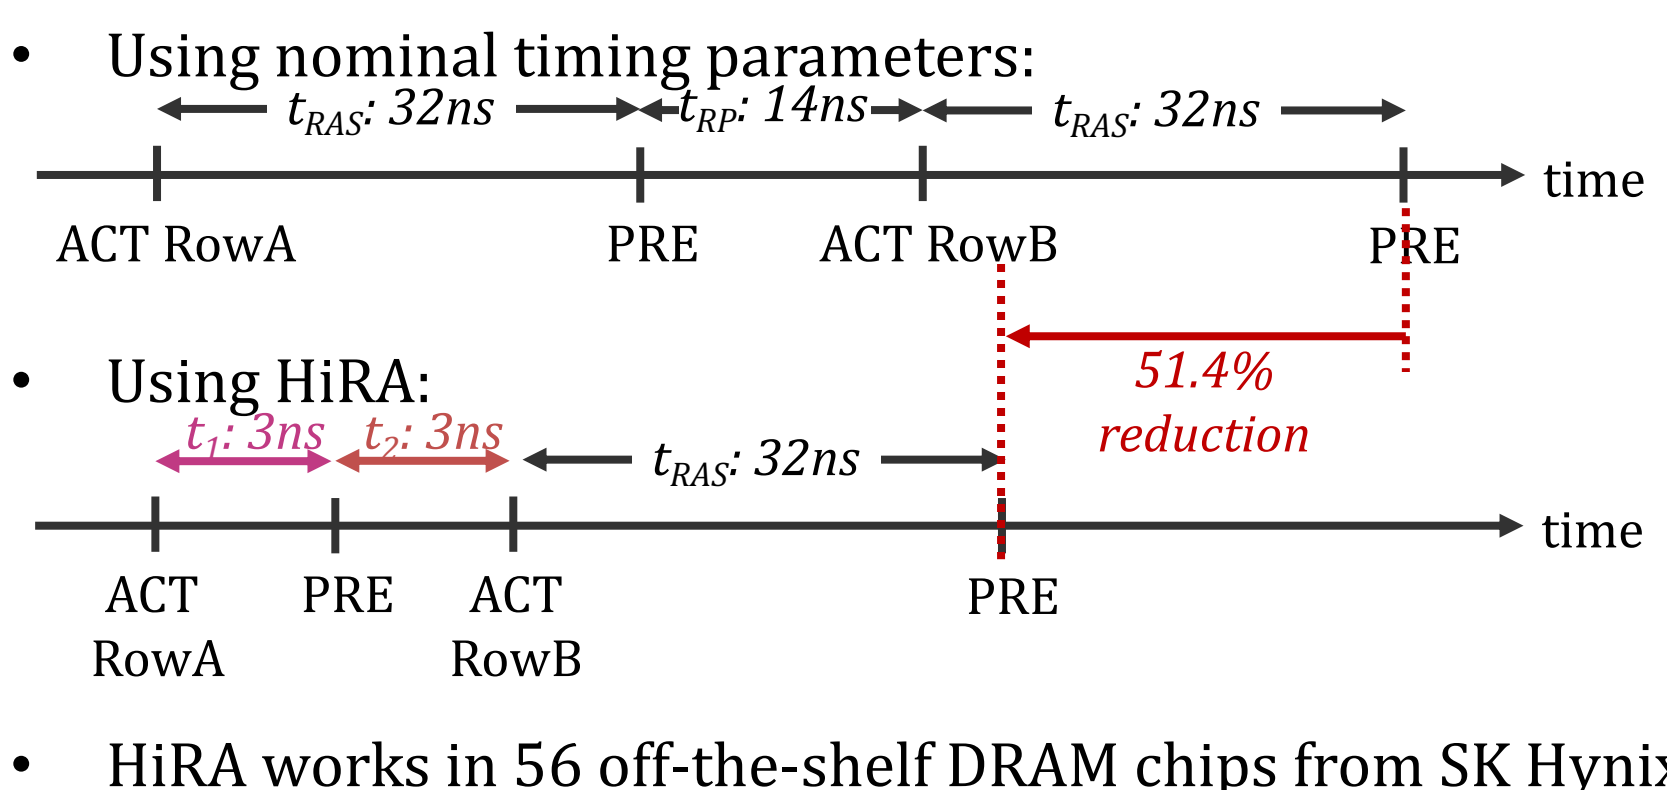 • Using nominal timing parameters:
tRAS: 32ns tRP: 14ns tRAS: 32ns
time
ACT RowA PRE ACT RowB PRE
51.4%
reduction
• Using HiRA:
t1: 3ns t2: 3ns tRAS: 32ns
time
ACT RowA PRE ACT RowB PRE
• HiRA works in 56 off-the-shelf DRAM chips from SK Hynix